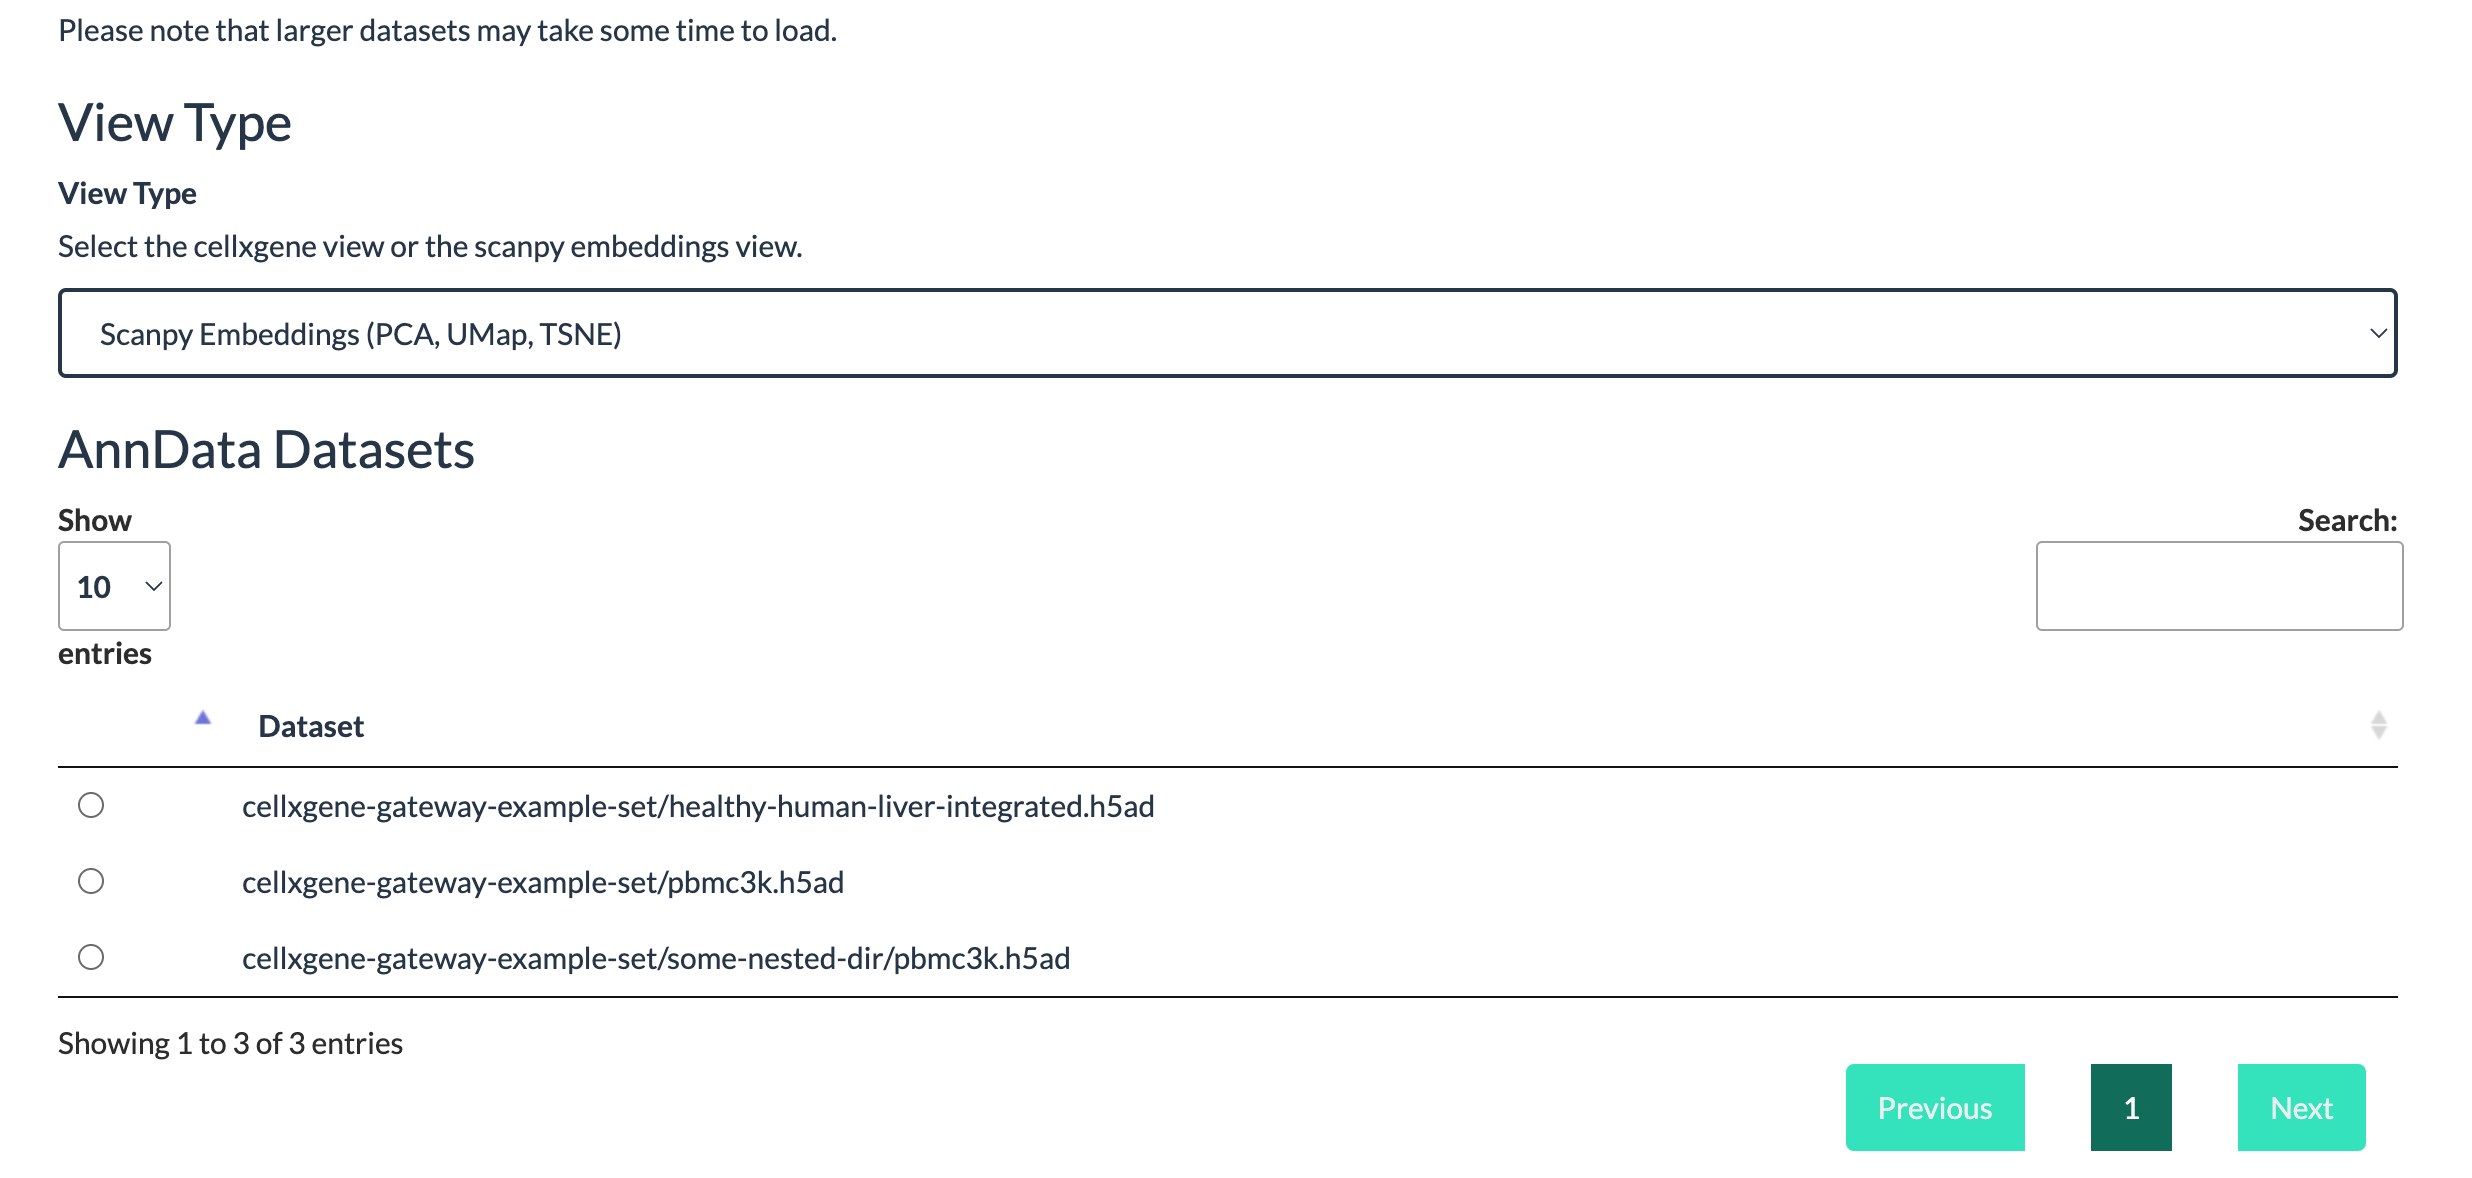 Please note that larger datasets may take some time to load.
View Type
View Type
Select the cellxgene view or the scanpy embeddings view.
Scanpy Embeddings (PCA, UMap, TSNE)
AnnData Datasets
Show
Search:
10
entries
Dataset
cellxgene-gateway-example-set/healthy-human-liver-integrated.h5ad
cellxgene-gateway-example-set/pbmc3k.h5ad
cellxgene-gateway-example-set/some-nested-dir/pbmc3k.h5ad
Showing 1 to 3 of 3 entries
Previous 1 Next